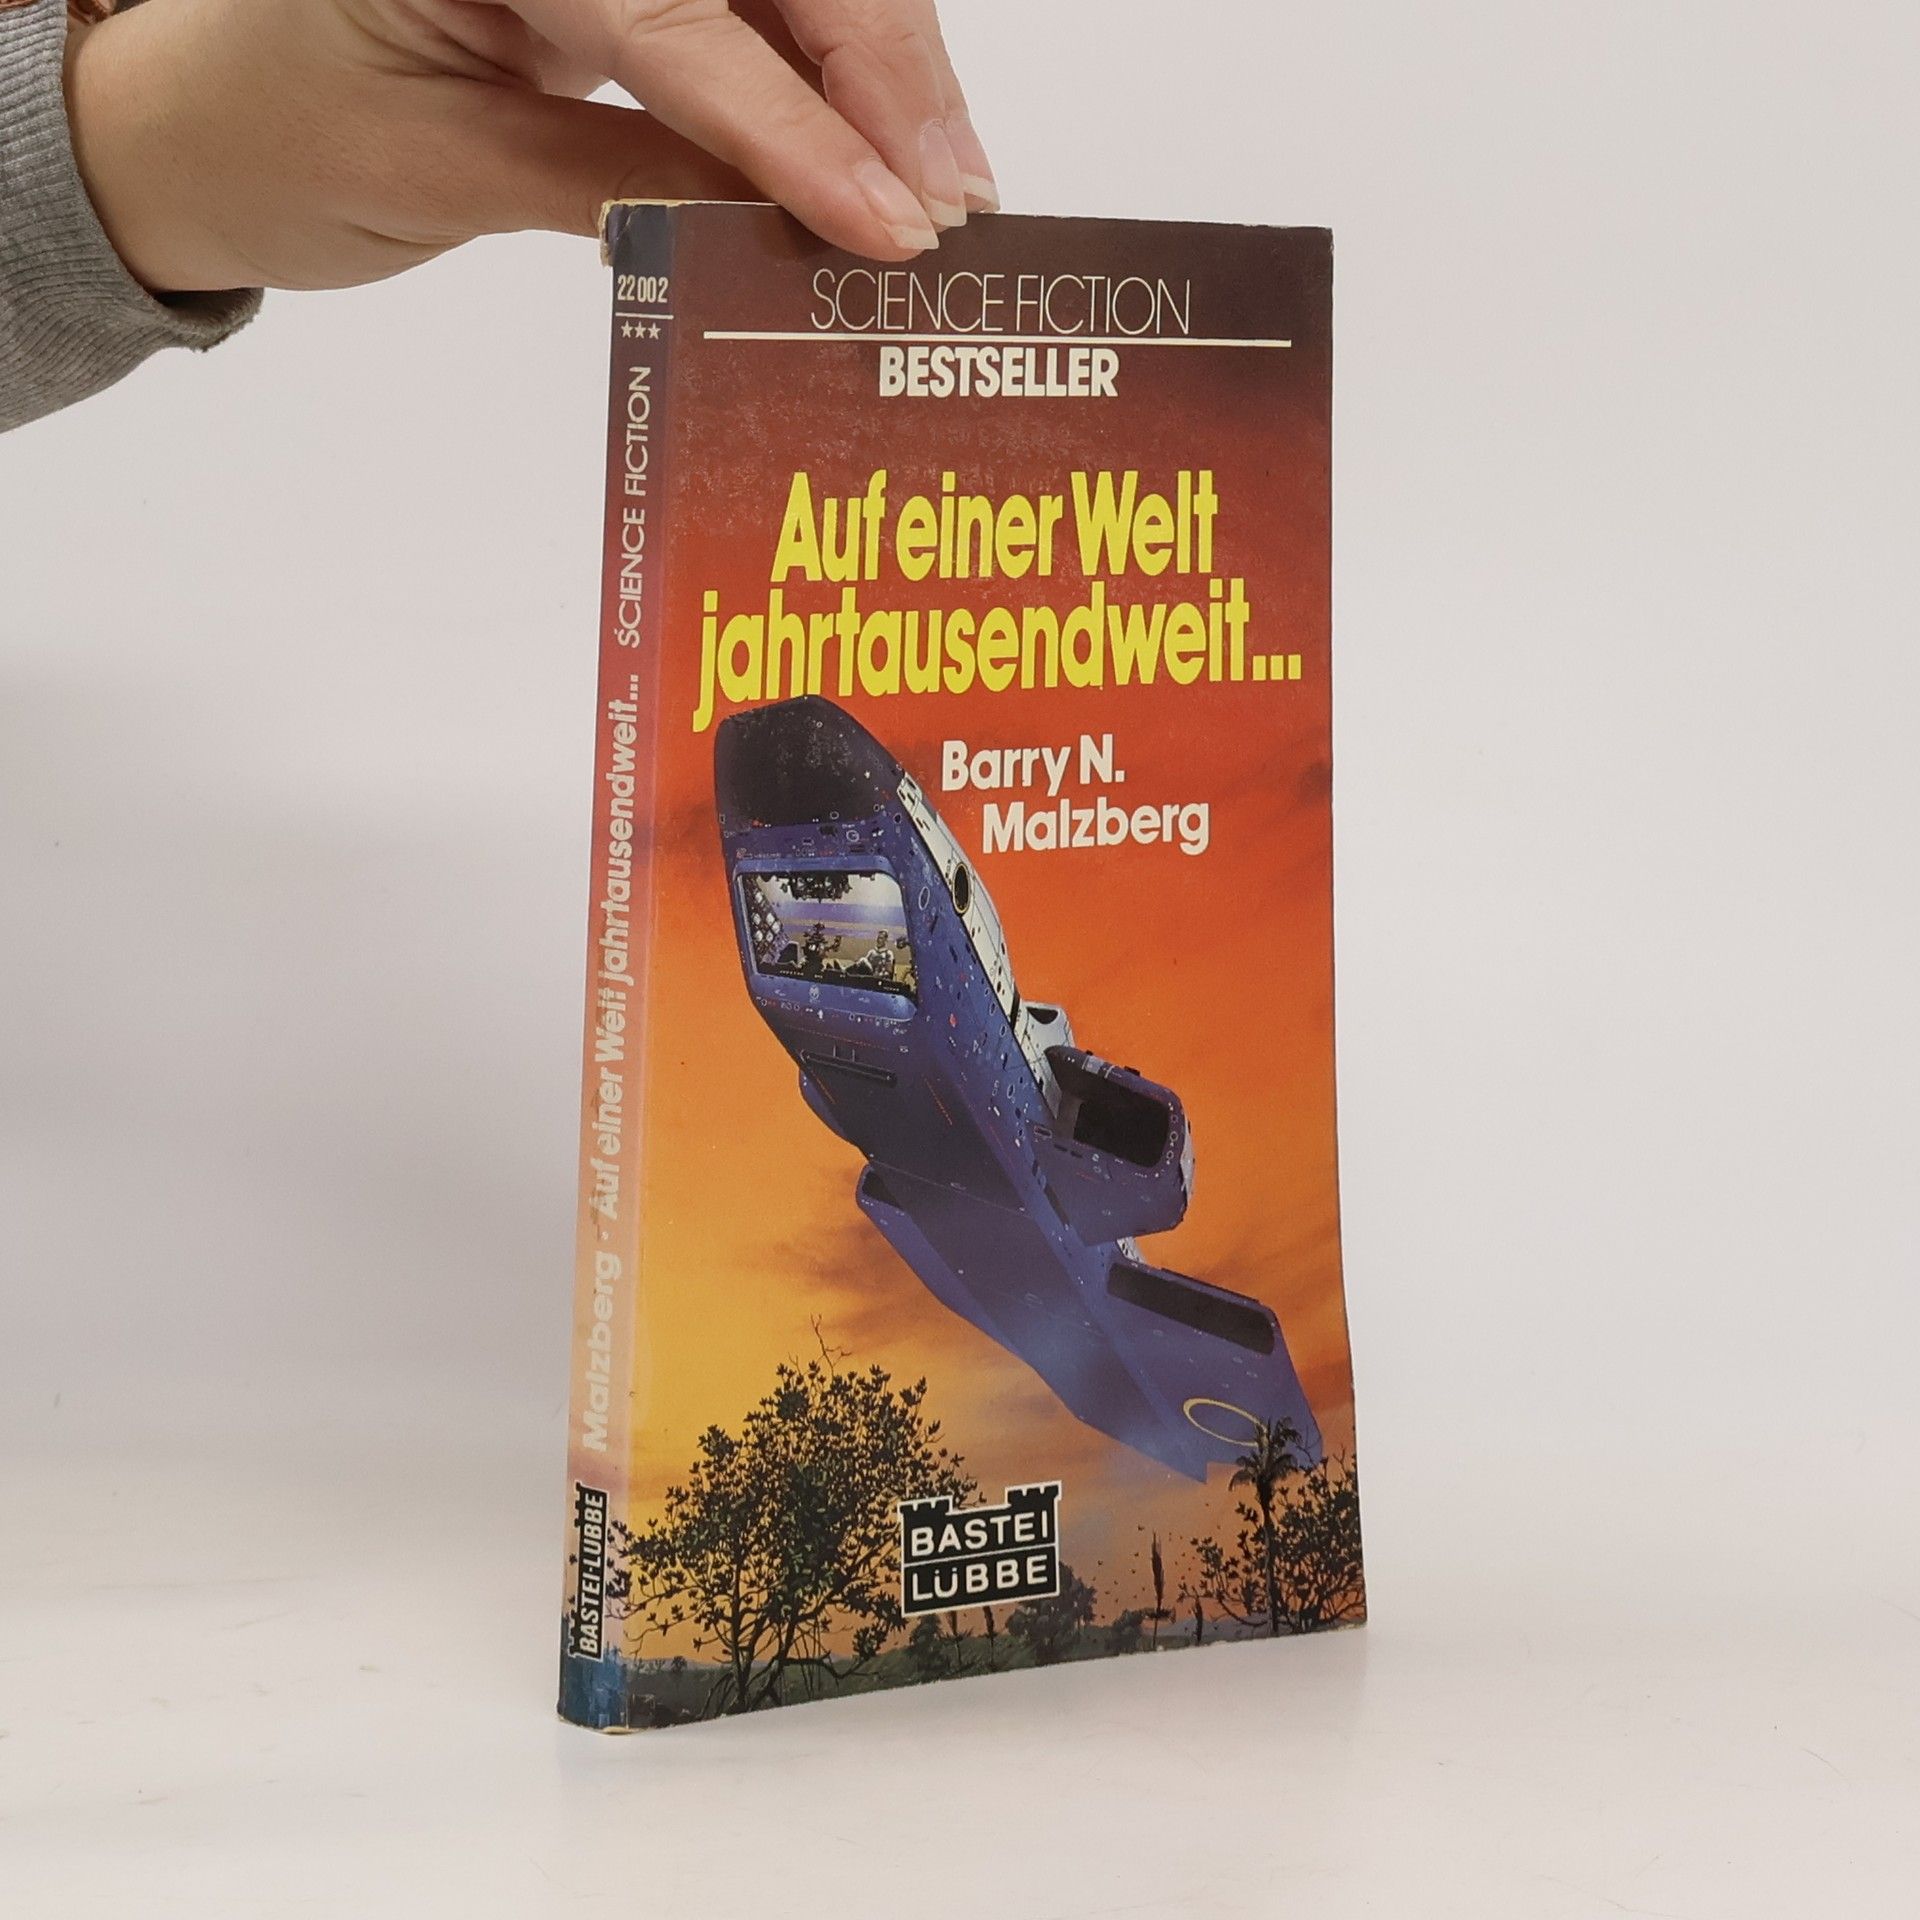 SCIENCE FICTION
BESTSELLER
Auf einer Welt
jahrtausendweit...
Barry N.
Malzberg
BASTEI
LÜBBE
22 002
★★★
Malzberg · Auf einer Welt jahrtausendweit... SCIENCE FICTION
BASTEI-LÜBBE